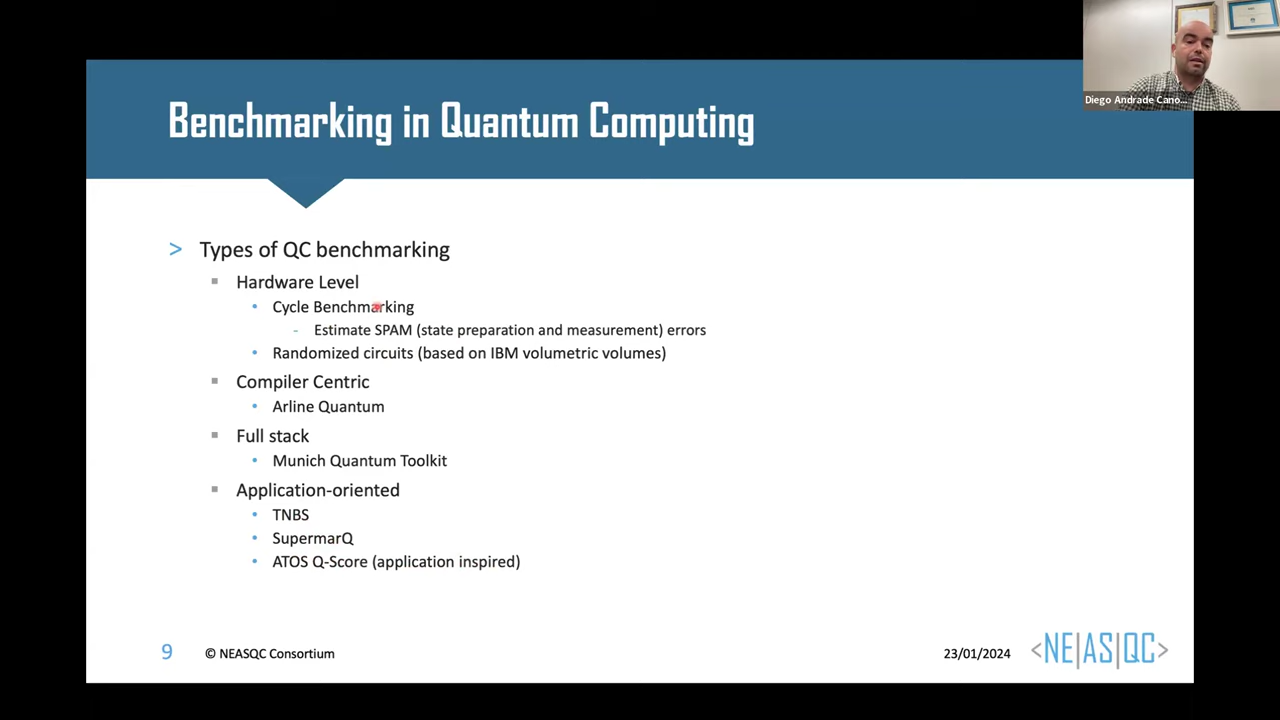 Diego Andrade Cano...
Benchmarking in Quantum Computing
> Types of QC benchmarking
Hardware Level
Cycle Benchmarking
- Estimate SPAM (state preparation and measurement) errors
Randomized circuits (based on IBM volumetric volumes)
Compiler Centric
Arline Quantum
Full stack
Munich Quantum Toolkit
Application-oriented
TNBS
SupermarQ
ATOS Q-Score (application inspired)
9 © NEASQC Consortium 23/01/2024 <NE|AS|QC>